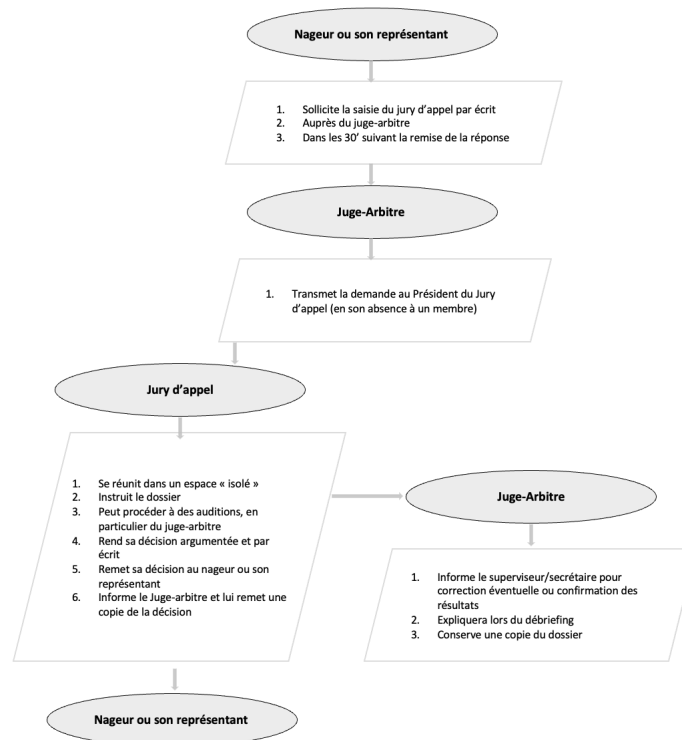 Nageur ou son représentant
1. Sollicite la saisie du jury d'appel par écrit
2. Auprès du juge-arbitre
3. Dans les 30' suivant la remise de la réponse
Juge-Arbitre
1. Transmet la demande au Président du Jury
d'appel (en son absence à un membre)
Jury d'appel
1. Se réunit dans un espace « isolé »
2. Instruit le dossier
3. Peut procéder à des auditions, en
particulier du juge-arbitre
4. Rend sa décision argumentée et par
écrit
5. Remet sa décision au nageur ou son
représentant
6. Informe le Juge-arbitre et lui remet une
copie de la décision
Juge-Arbitre
1. Informe le superviseur/secrétaire pour
correction éventuelle ou confirmation des
résultats
2. Expliquera lors du débriefing
3. Conserve une copie du dossier
Nageur ou son représentant